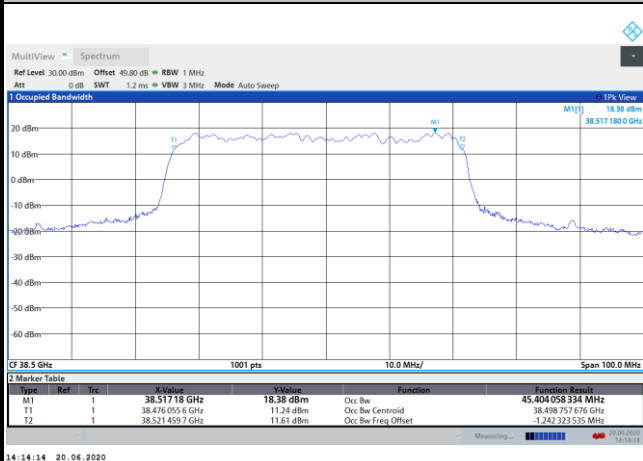 MultiView Spectrum
Ref Level 30.00 dBm Offset 49.80 dB RBW 1 MHz
Att 0 dB SWT 1.2 ms VBW 3 MHz Mode Auto Sweep
1 Occupied Bandwidth 1Pk View
M1[1] 18.38 dBm
38.517 180 0 GHz
M1
20 dBm
T1
T2
10 dBm
0 dBm
-10 dBm
-20 dBm
-30 dBm
-40 dBm
-50 dBm
-60 dBm
CF 38.5 GHz 1001 pts 10.0 MHz/ Span 100.0 MHz
2 Marker Table
Type Ref Trc X-Value Y-Value Function Function Result
M1 1 38.517 18 GHz 18.38 dBm Occ Bw 45.404 058 334 MHz
T1 1 38.476 055 6 GHz 11.24 dBm Occ Bw Centroid 38.498 757 676 GHz
T2 1 38.521 459 7 GHz 11.61 dBm Occ Bw Freq Offset -1.242 323 535 MHz
Measuring... 20.06.2020
14:14:14
14:14:14 20.06.2020